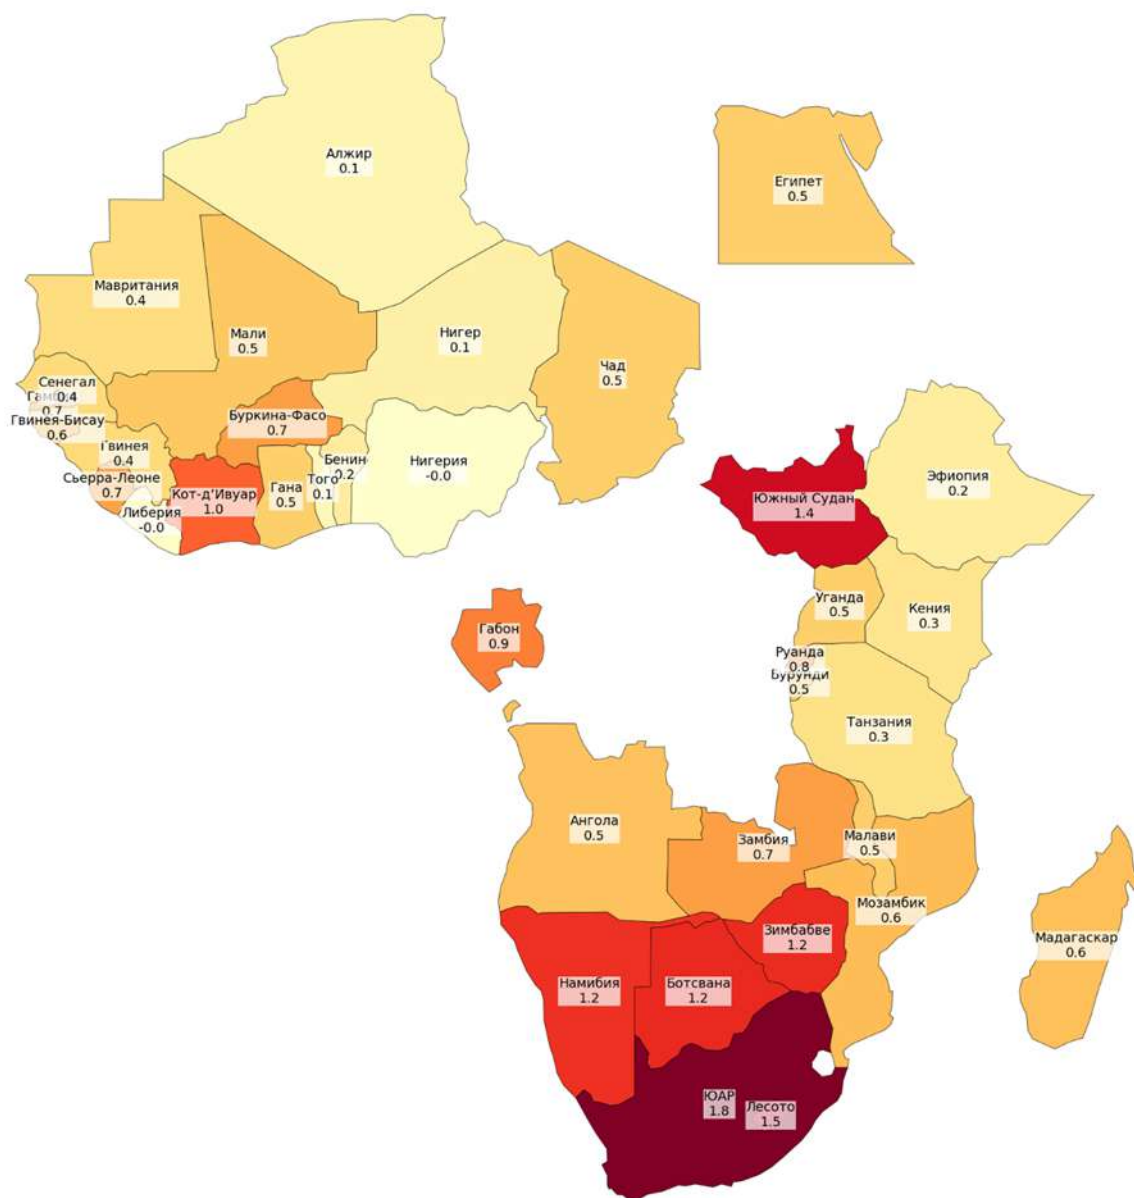 Алжир
0.1
Египет
0.5
Мавритания
0.4
Мали
0.5
Нигер
0.1
Чад
0.5
Сенегал
0.4
0.7
Гвинея-Бисау
0.6
Буркина-Фасо
0.7
Гвинея
0.4
Сьерра-Леоне
0.7
Либерия
-0.0
Кот-д'Ивуар
1.0
Гана
0.5
Того
0.1
Бенин
0.2
Нигерия
-0.0
Эфиопия
0.2
Южный Судан
1.4
Уганда
0.5
Кения
0.3
Габон
0.9
Руанда
0.8
Бурунди
0.5
Танзания
0.3
Ангола
0.5
Замбия
0.7
Малави
0.5
Мозамбик
0.6
Зимбабве
1.2
Мадагаскар
0.6
Намибия
1.2
Ботсвана
1.2
ЮАР
1.8
Лесото
1.5